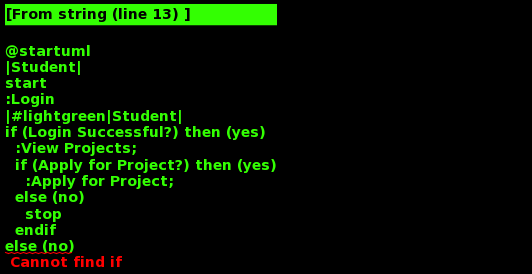 [From string (line 13) ]
@startuml
|Student|
start
:Login
|#lightgreen|Student|
if (Login Successful?) then (yes)
:View Projects;
if (Apply for Project?) then (yes)
:Apply for Project;
else (no)
stop
endif
else (no)
Cannot find if